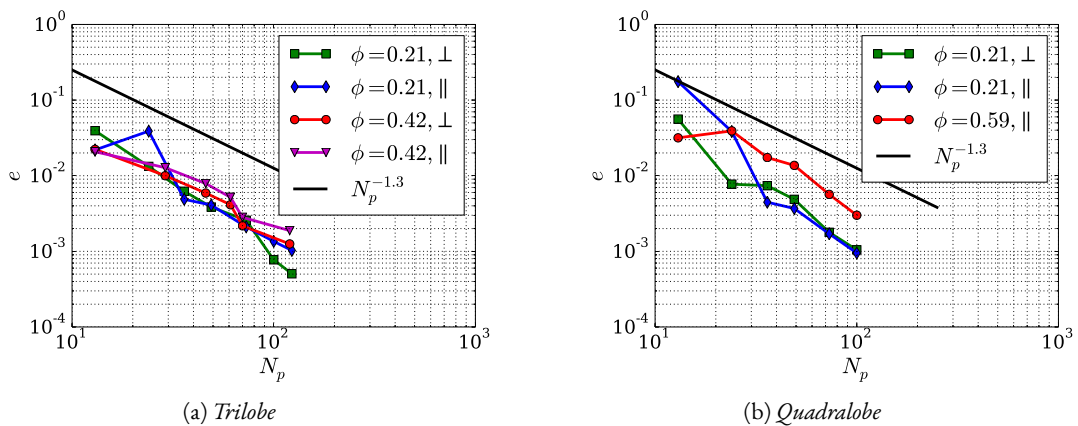 10^0
10^-1
10^-2
10^-3
10^-4
e
10^1
10^2
10^3
N_p
ϕ=0.21,⊥
ϕ=0.21,∥
ϕ=0.42,⊥
ϕ=0.42,∥
N_p^-1.3
(a) Trilobe
10^0
10^-1
10^-2
10^-3
10^-4
e
10^1
10^2
10^3
N_p
ϕ=0.21,⊥
ϕ=0.21,∥
ϕ=0.59,∥
N_p^-1.3
(b) Quadralobe